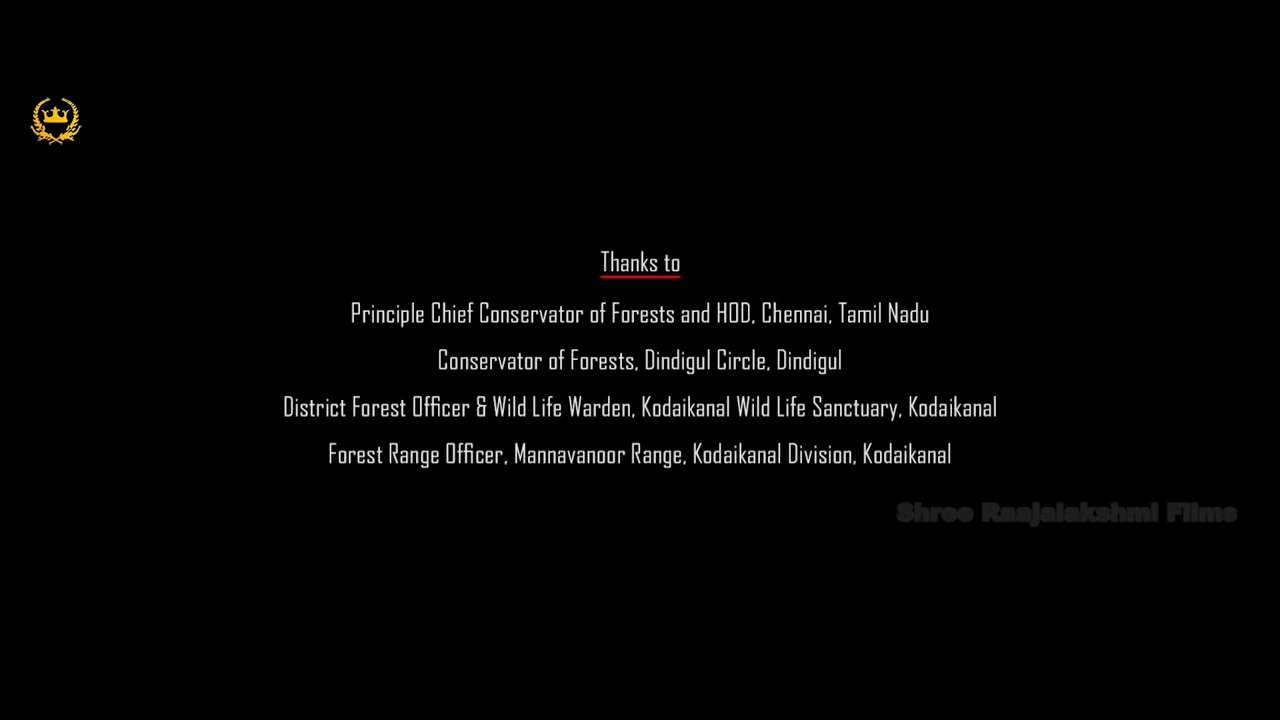 Thanks to
Principle Chief Conservator of Forests and HOD, Chennai, Tamil Nadu
Conservator of Forests, Dindigul Circle, Dindigul
District Forest Officer & Wild Life Warden, Kodaikanal Wild Life Sanctuary, Kodaikanal
Forest Range Officer, Mannavanoor Range, Kodaikanal Division, Kodaikanal
Shree Raajalakshmi Films